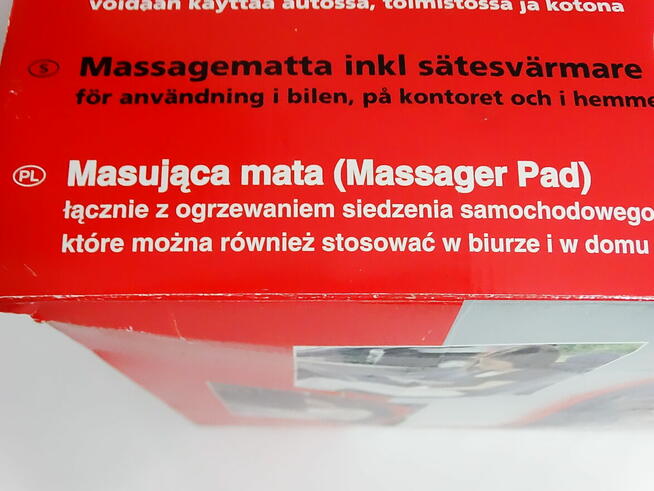 voidaan käyttää autossa, toimistossa ja kotona
S Massagematta inkl sätesvärmare
för användning i bilen, på kontoret och i hemme
PL Masująca mata (Massager Pad)
łącznie z ogrzewaniem siedzenia samochodowego
które można również stosować w biurze i w domu